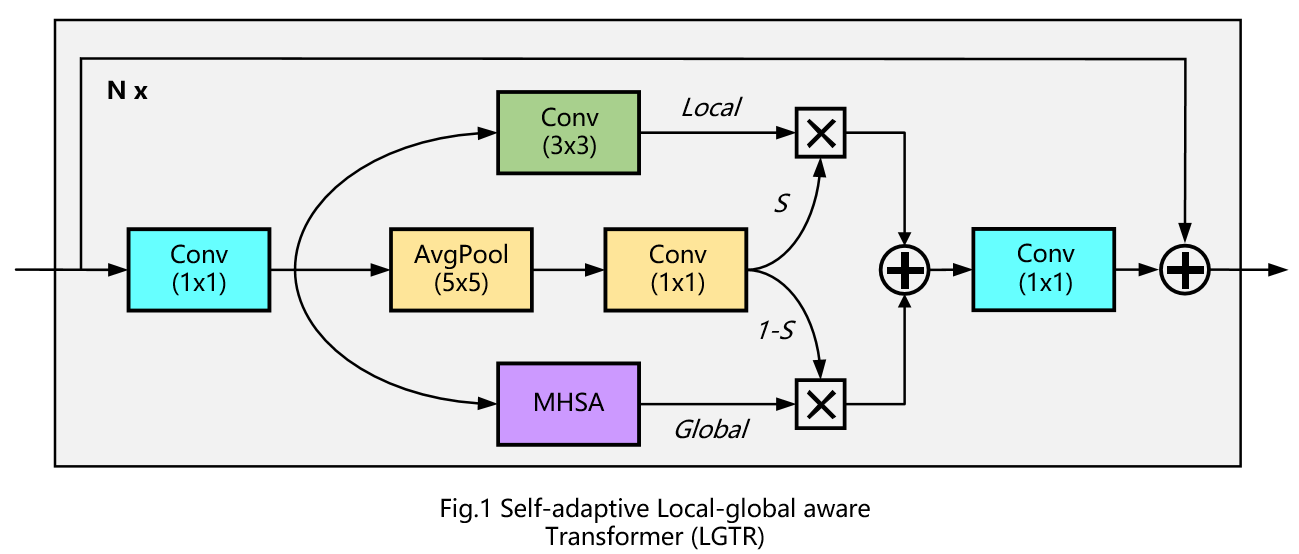 N x
Conv
(3x3)
Local
S
Conv
(1x1)
AvgPool
(5x5)
Conv
(1x1)
Conv
(1x1)
1-S
MHSA
Global
Fig.1 Self-adaptive Local-global aware
Transformer (LGTR)